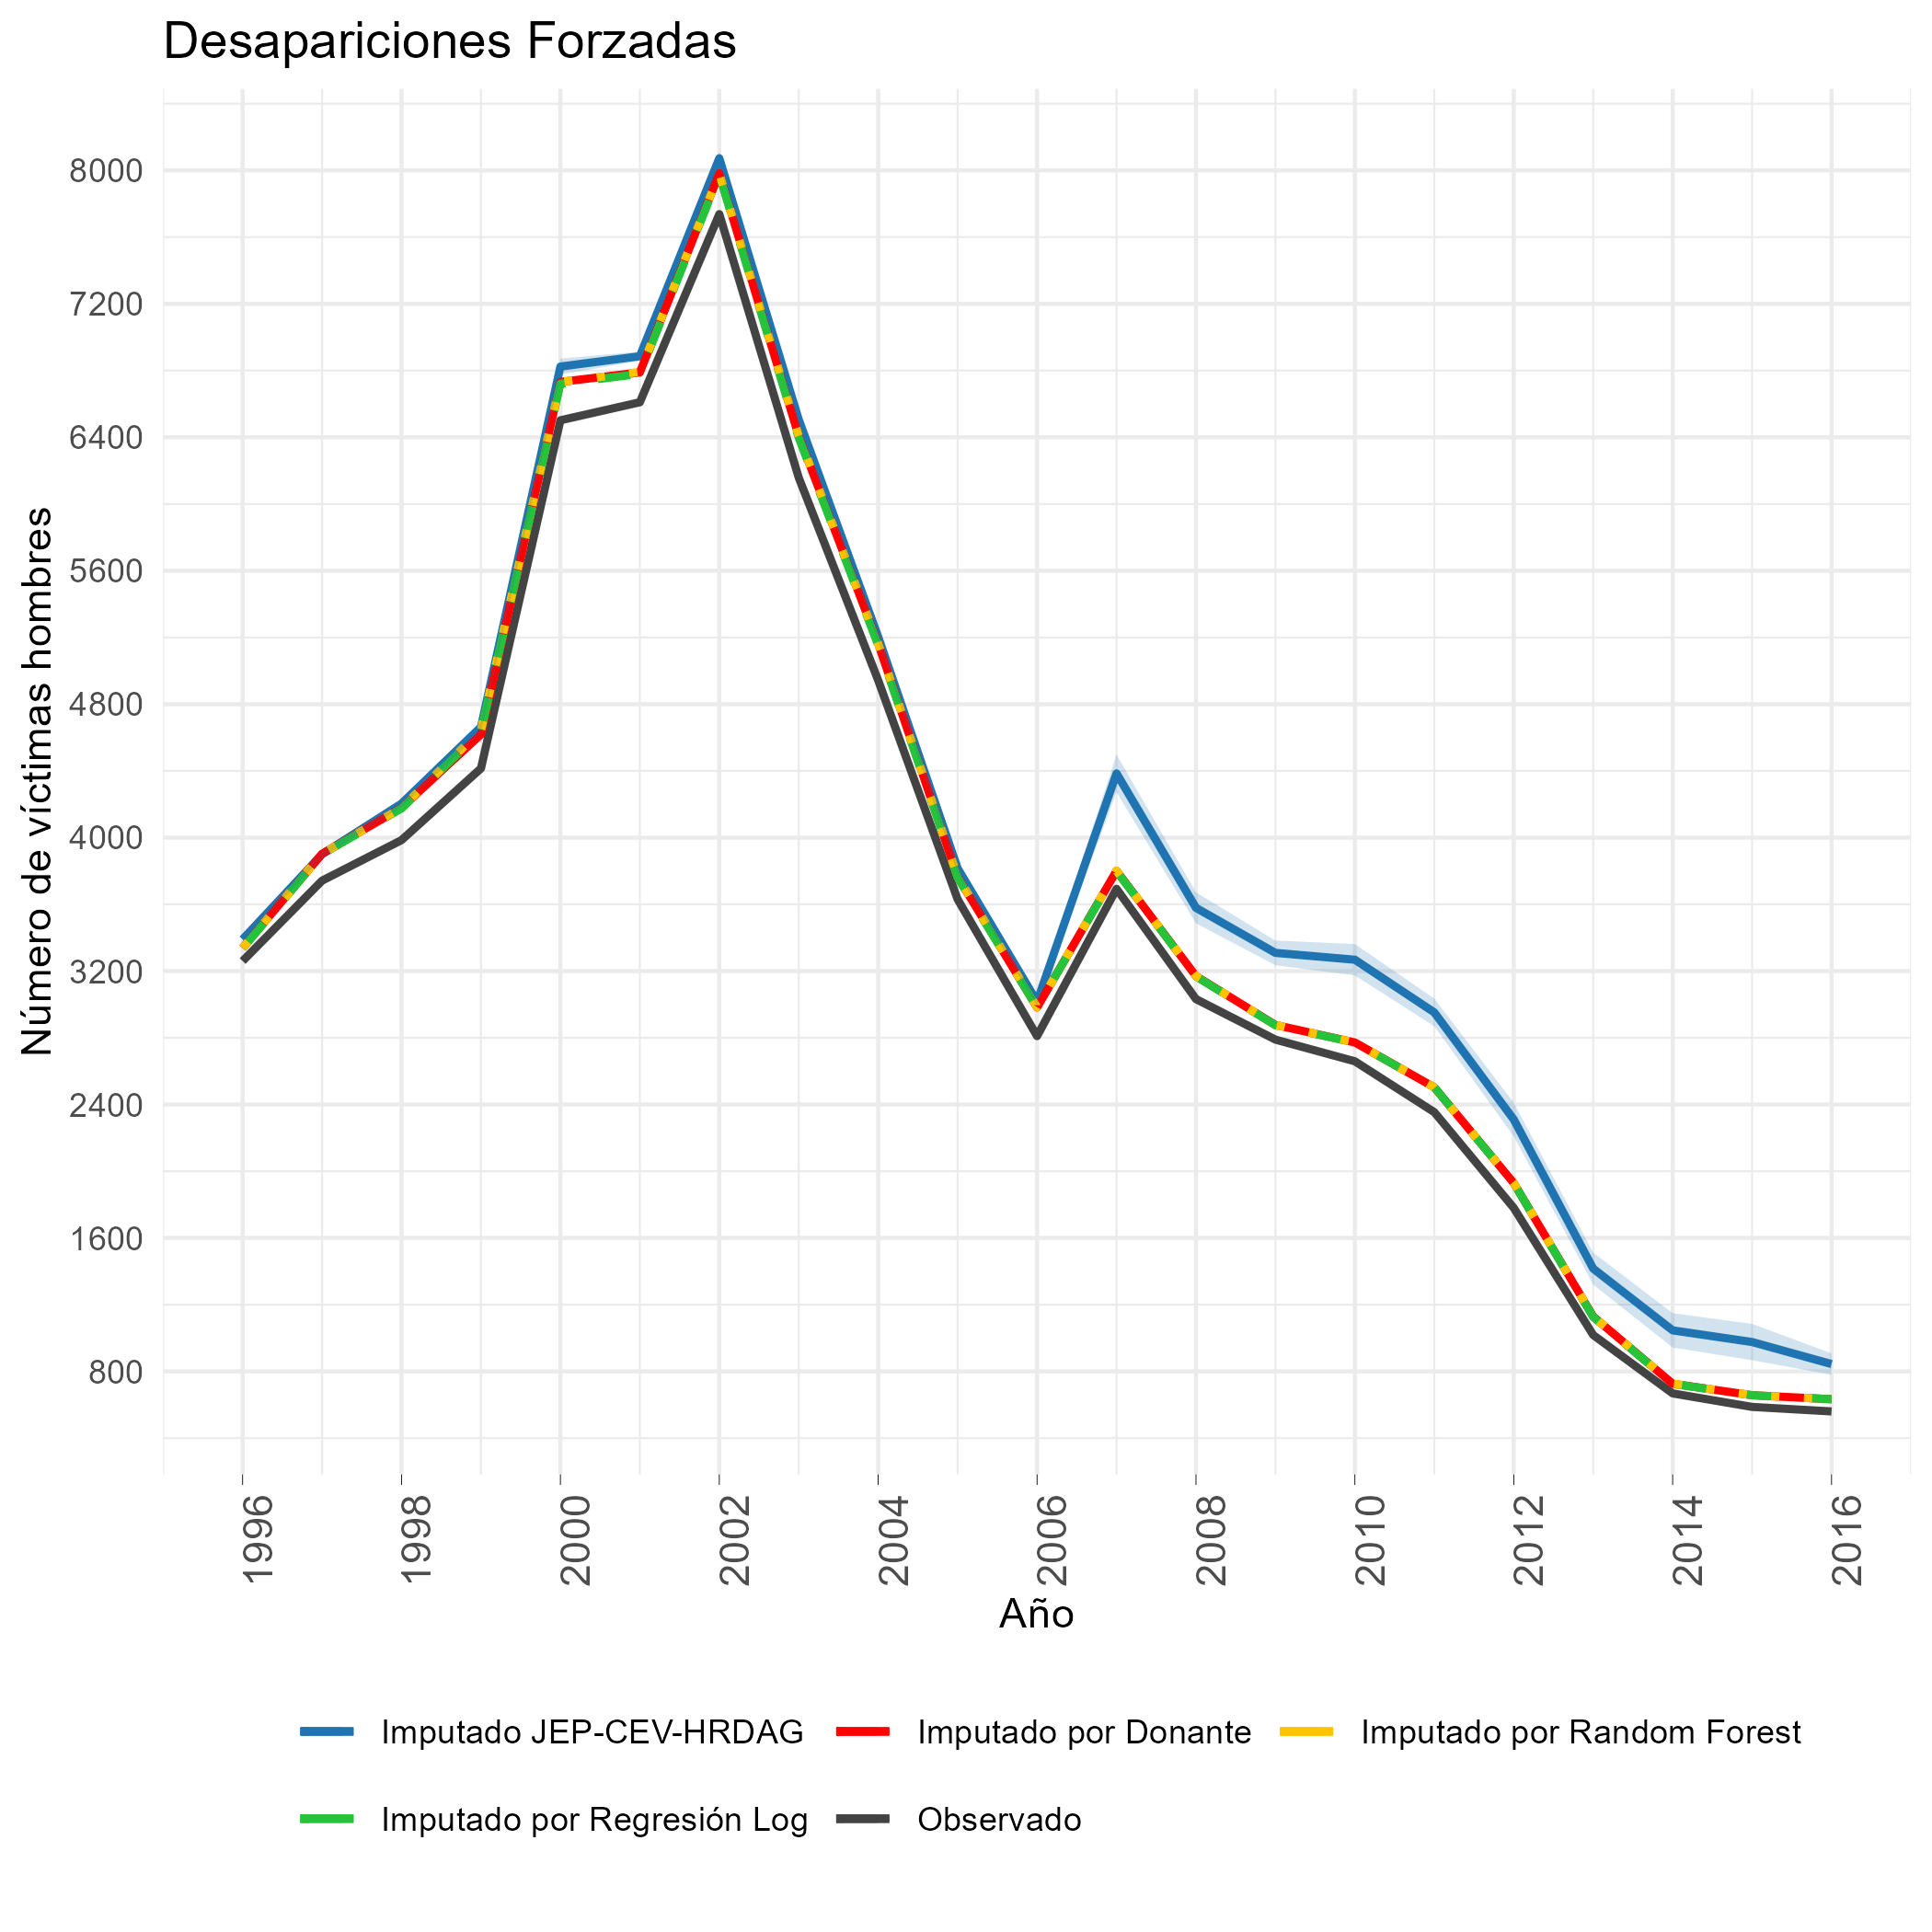 Desapariciones Forzadas
Número de víctimas hombres
8000
7200
6400
5600
4800
4000
3200
2400
1600
800
1996
1998
2000
2002
2004
2006
2008
2010
2012
2014
2016
Año
Imputado JEP-CEV-HRDAG
Imputado por Donante
Imputado por Random Forest
Imputado por Regresión Log
Observado